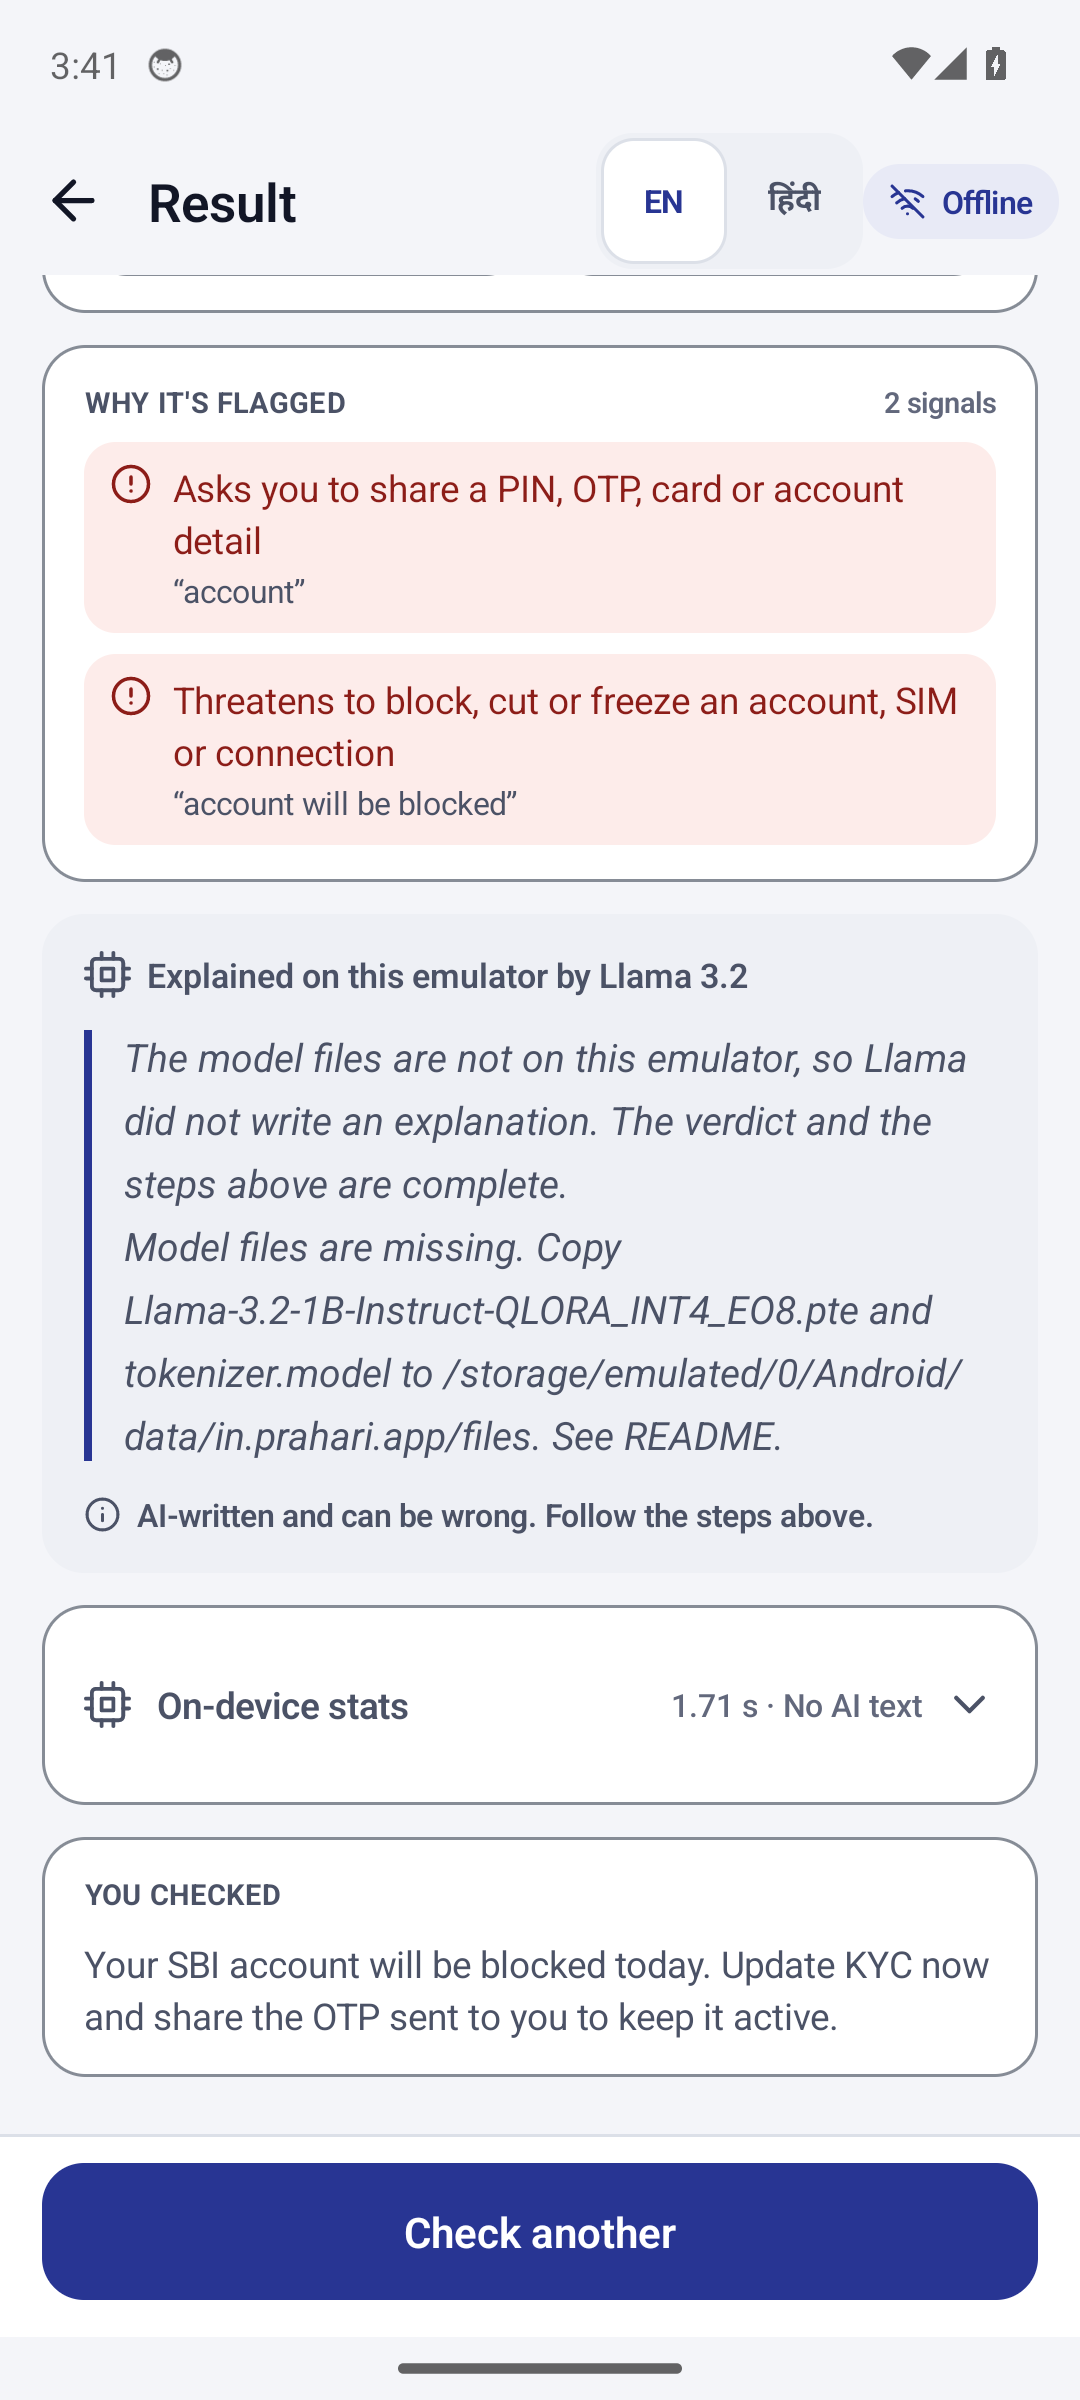 3:41
Result
EN
हिंदी
Offline
WHY IT'S FLAGGED
2 signals
Asks you to share a PIN, OTP, card or account
detail
“account”
Threatens to block, cut or freeze an account, SIM
or connection
“account will be blocked”
Explained on this emulator by Llama 3.2
The model files are not on this emulator, so Llama
did not write an explanation. The verdict and the
steps above are complete.
Model files are missing. Copy
Llama-3.2-1B-Instruct-QLORA_INT4_EO8.pte and
tokenizer.model to /storage/emulated/0/Android/
data/in.prahari.app/files. See README.
AI-written and can be wrong. Follow the steps above.
On-device stats
1.71 s · No AI text
YOU CHECKED
Your SBI account will be blocked today. Update KYC now
and share the OTP sent to you to keep it active.
Check another